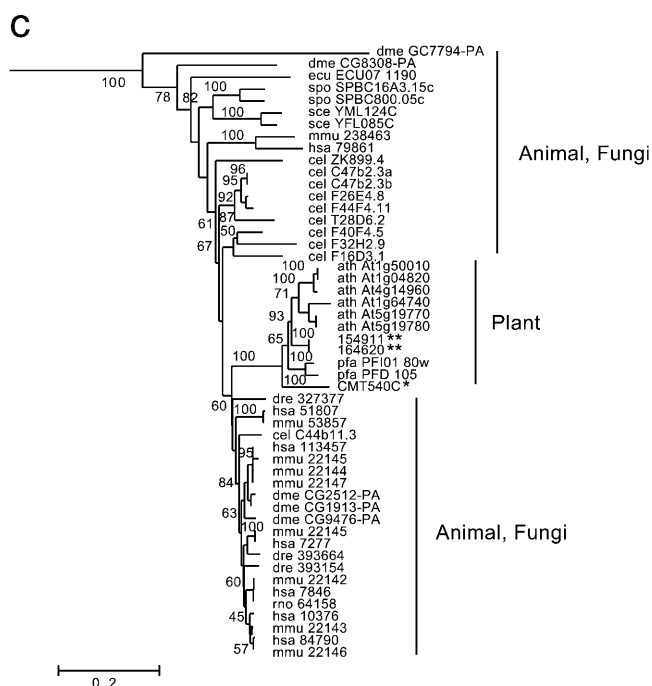 C
dme GC7794-PA
dme CG8308-PA
100
ecu ECU07 1190
78
82
100
spo SPBC16A3.15c
spo SPBC800.05c
100
sce YML124C
sce YFL085C
100
mmu 238463
hsa 79861
Animal, Fungi
cel ZK899.4
96
cel C47b2.3a
95
cel C47b2.3b
92
cel F26E4.8
cel F44F4.11
87
cel T28D6.2
61
50
cel F40F4.5
67
cel F32H2.9
cel F16D3.1
100
ath At1g50010
100
ath At1g04820
71
ath At4g14960
ath At1g64740
93
ath At5g19770
ath At5g19780
Plant
65
100
154911 **
164620 **
100
100
pfa PFI01 80w
100
pfa PFD 105
CMT540C *
60
dre 327377
100
hsa 51807
mmu 53857
cel C44b11.3
95
hsa 113457
mmu 22145
mmu 22144
84
mmu 22147
dme CG2512-PA
63
dme CG1913-PA
dme CG9476-PA
100
mmu 22145
Animal, Fungi
hsa 7277
dre 393664
dre 393154
60
mmu 22142
hsa 7846
rno 64158
45
hsa 10376
mmu 22143
57
hsa 84790
mmu 22146
0. 2